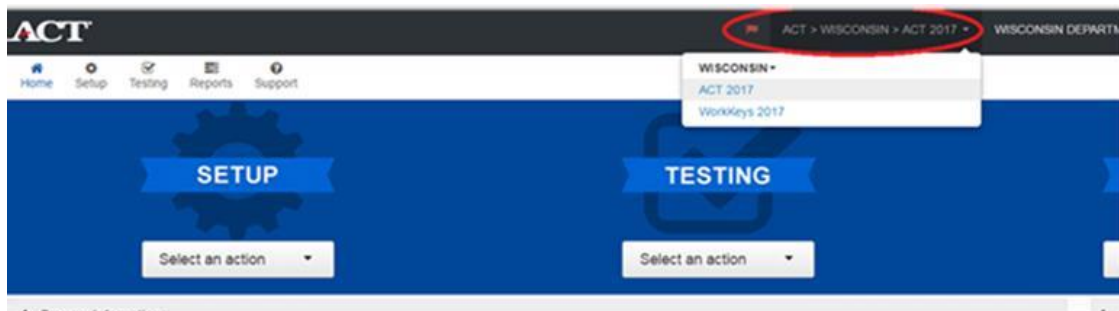 ACT
ACT > WISCONSIN > ACT 2017
WISCONSIN DEPARTM
Home Setup Testing Reports Support
WISCONSIN
ACT 2017
WorkKeys 2017
SETUP
TESTING
Select an action
Select an action